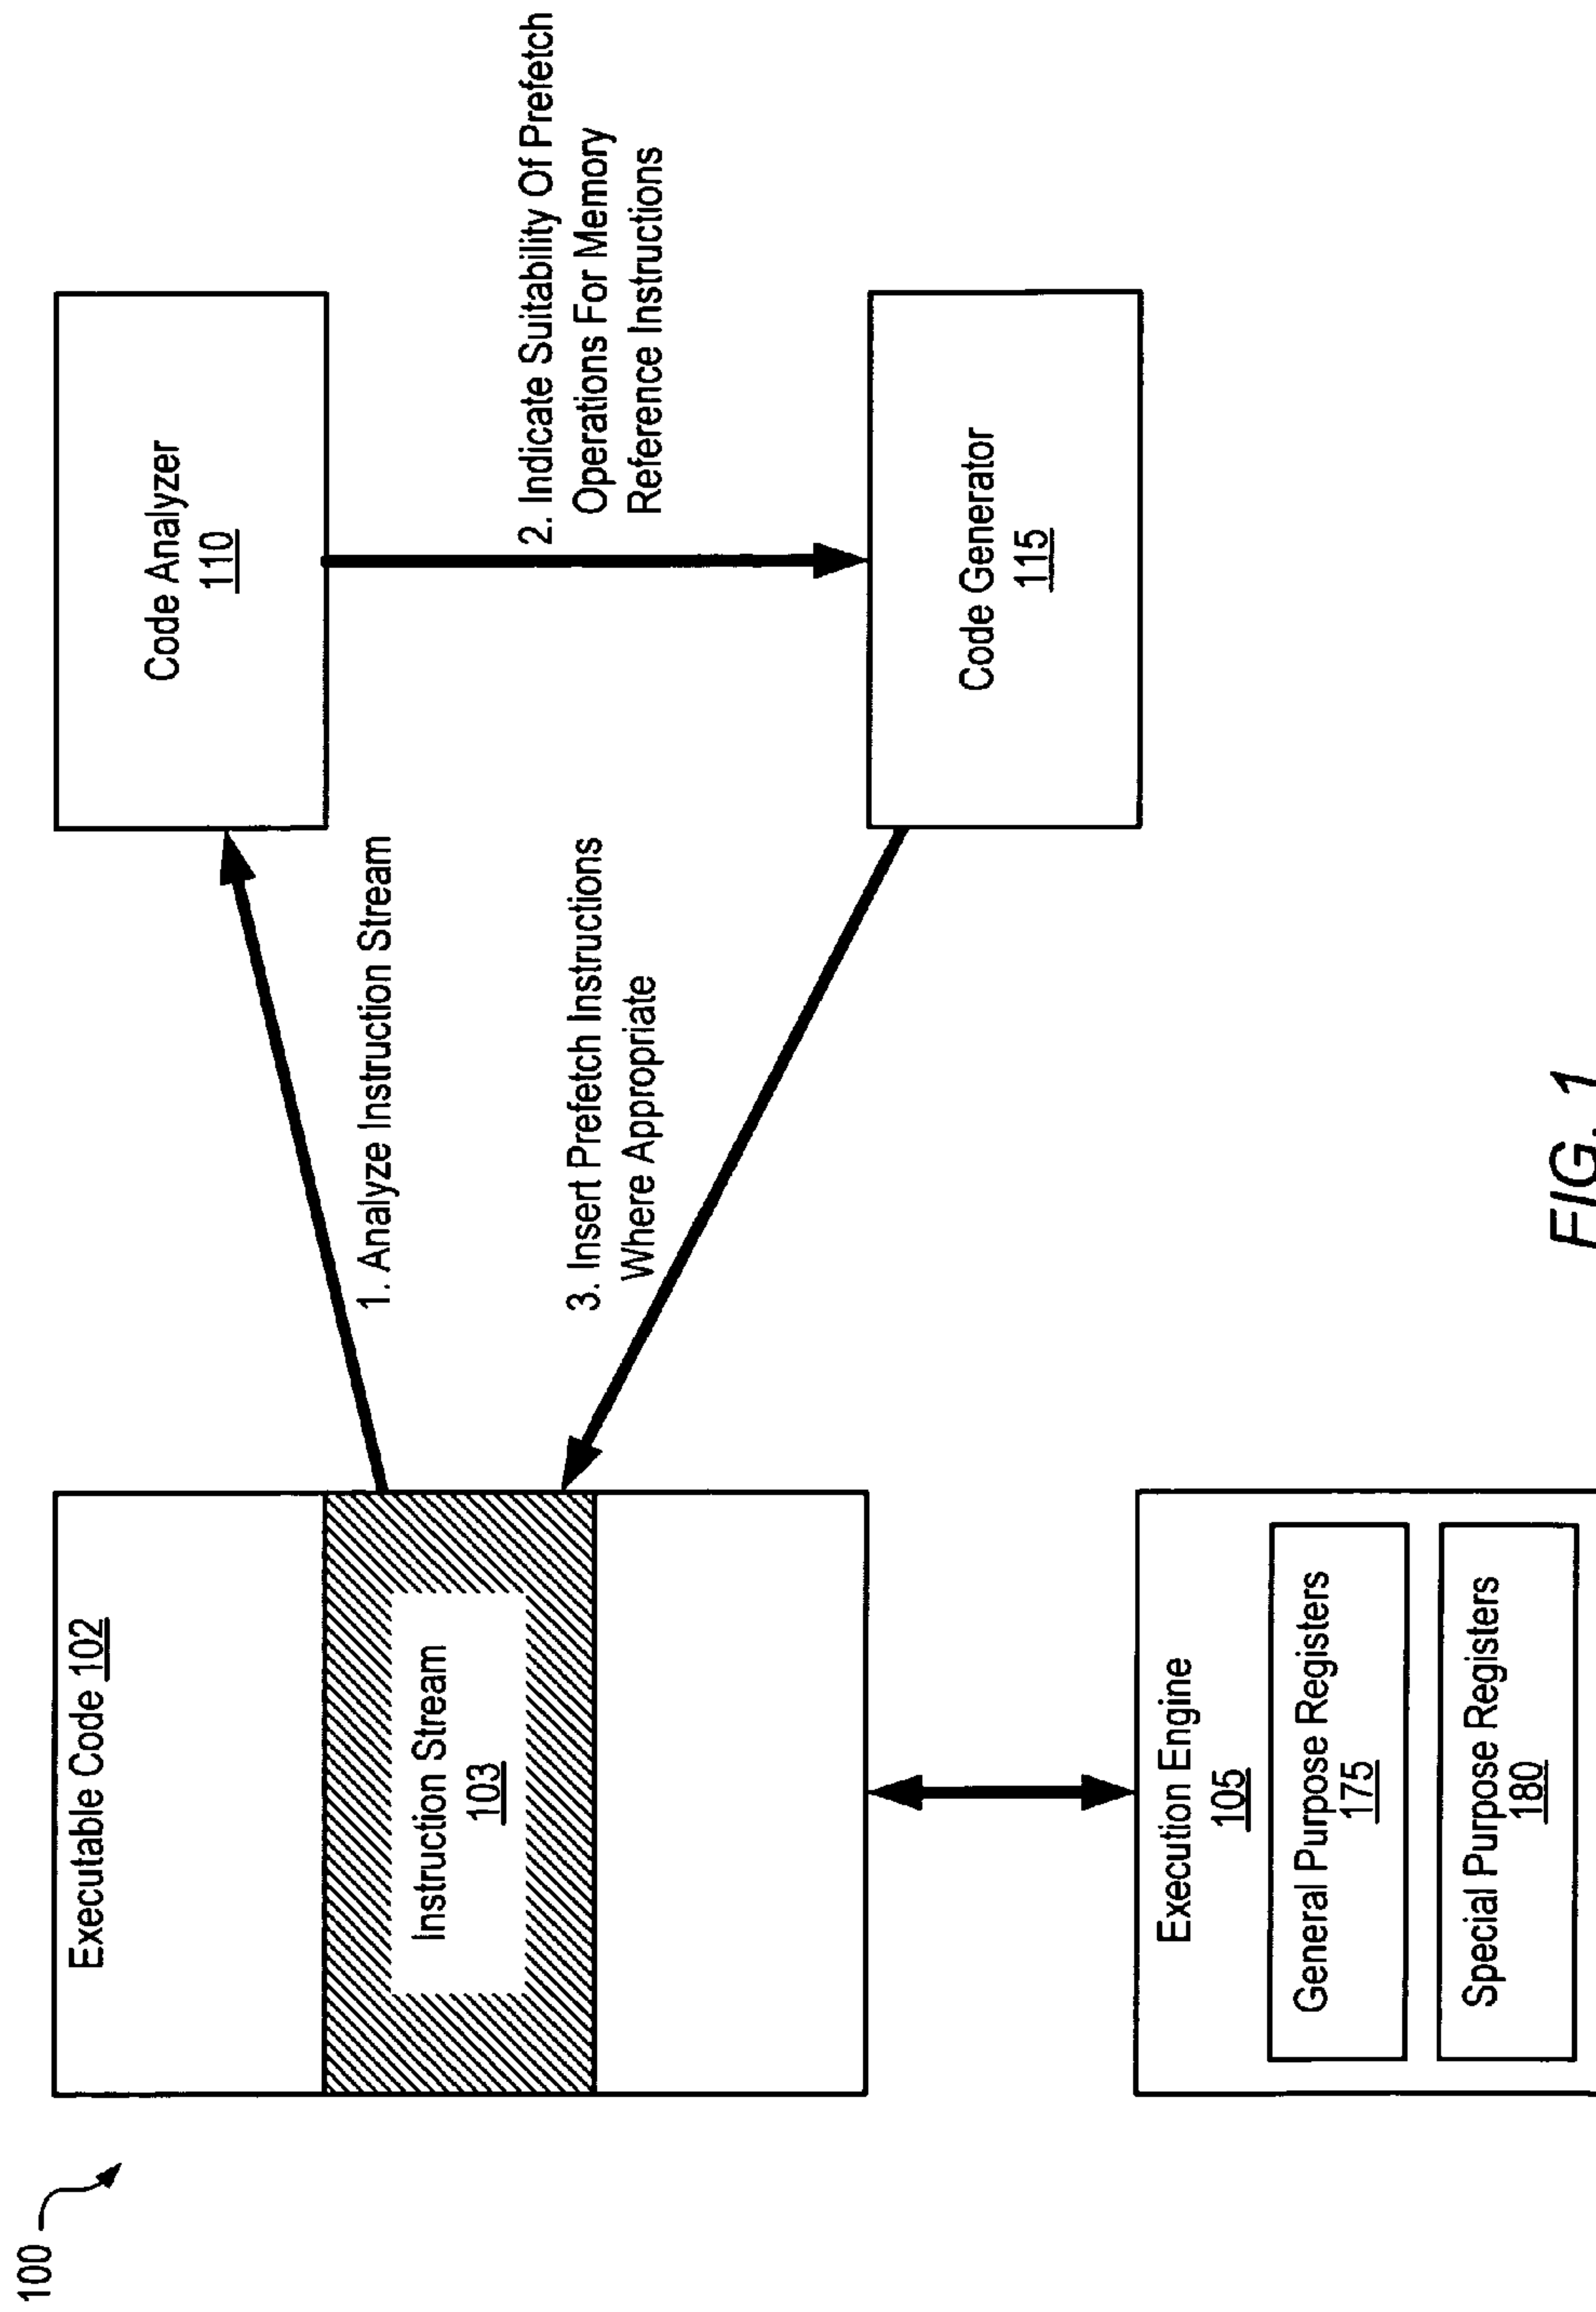 100
Executable Code 102
Instruction Stream
103
Execution Engine
105
General Purpose Registers
175
Special Purpose Registers
180
1. Analyze Instruction Stream
3. Insert Prefetch Instructions
Where Appropriate
Code Analyzer
110
2. Indicate Suitability Of Prefetch
Operations For Memory
Reference Instructions
Code Generator
115
FIG. 1